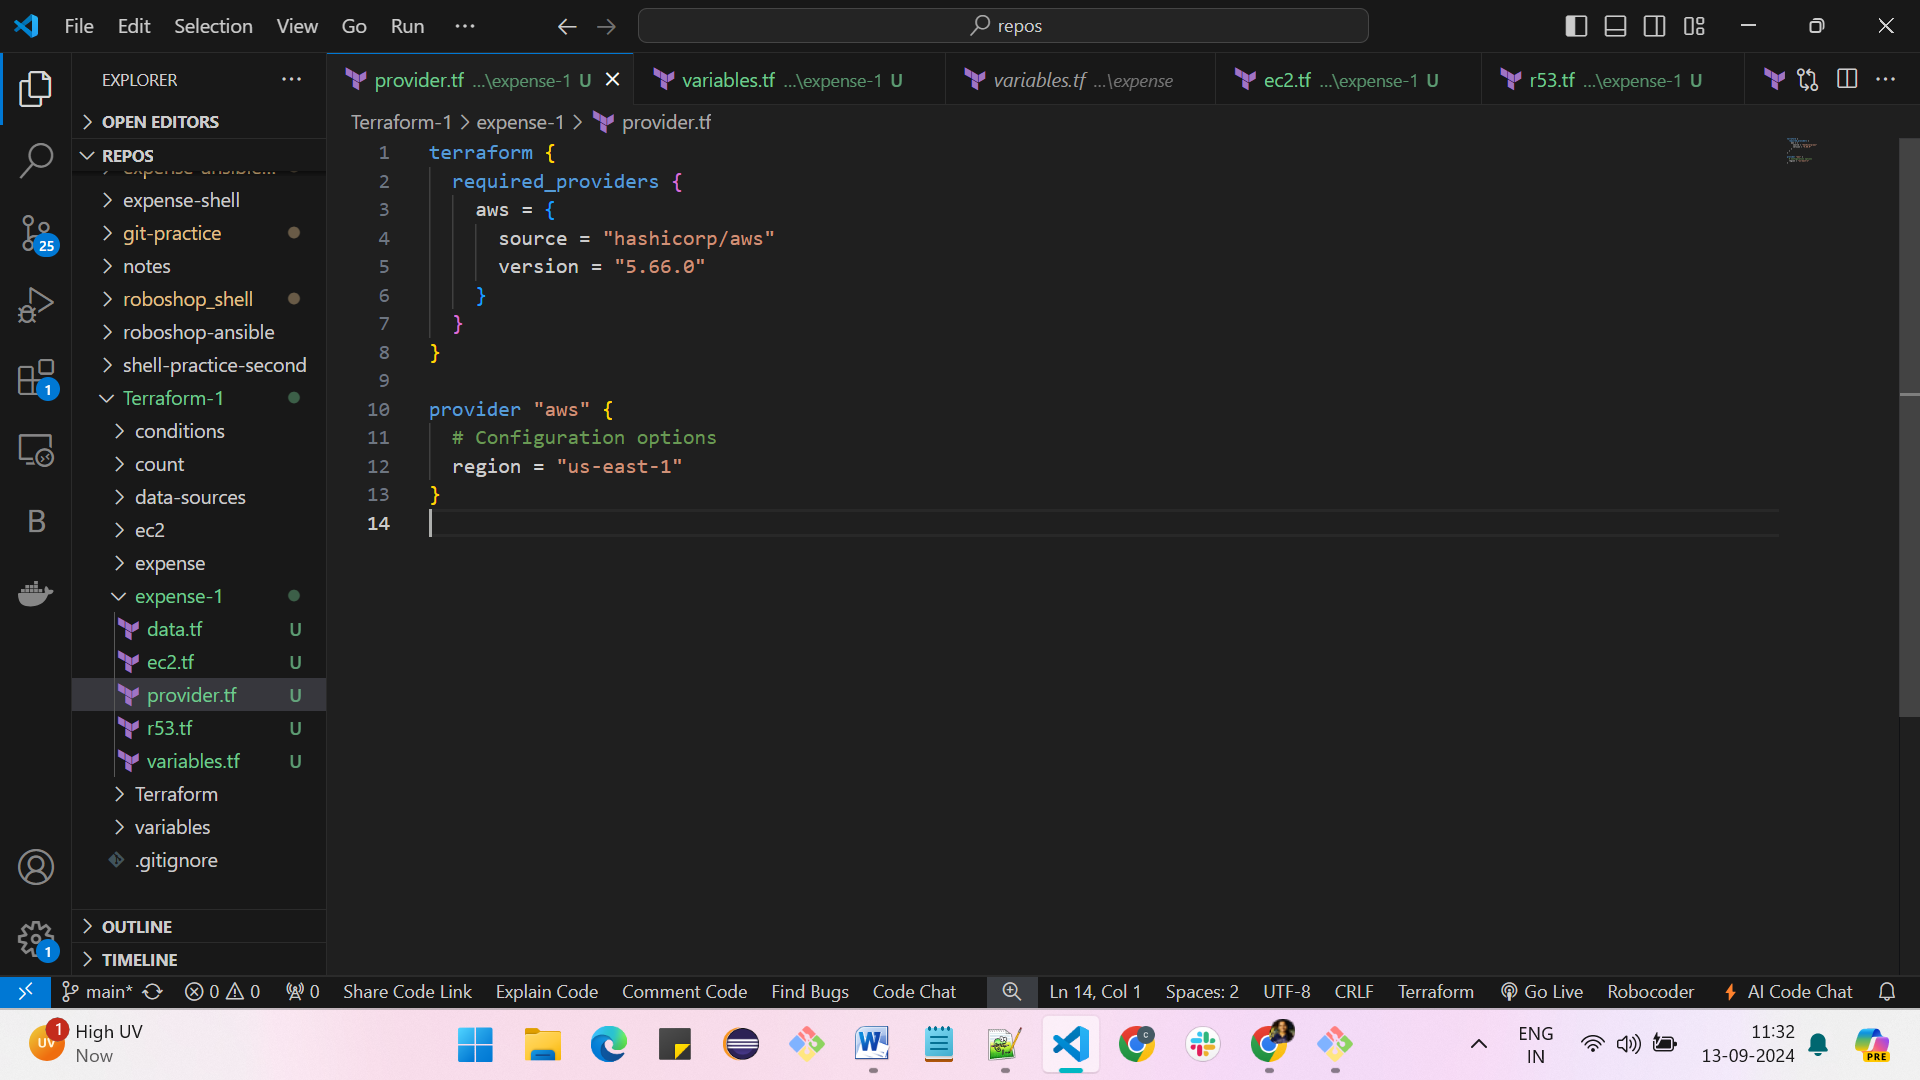 File Edit Selection View Go Run ··· repos
EXPLORER ···
OPEN EDITORS
REPOS
expense-shell
git-practice
notes
roboshop_shell
roboshop-ansible
shell-practice-second
Terraform-1
conditions
count
data-sources
ec2
expense
expense-1
data.tf U
ec2.tf U
provider.tf U
r53.tf U
variables.tf U
Terraform
variables
.gitignore
OUTLINE
TIMELINE
25
1
B
1
provider.tf ...\expense-1 U variables.tf ...\expense-1 U variables.tf ...\expense ec2.tf ...\expense-1 U r53.tf ...\expense-1 U ···
Terraform-1 > expense-1 > provider.tf
1 terraform {
2 required_providers {
3 aws = {
4 source = "hashicorp/aws"
5 version = "5.66.0"
6 }
7 }
8 }
9
10 provider "aws" {
11 # Configuration options
12 region = "us-east-1"
13 }
14
main* 0 0 0 Share Code Link Explain Code Comment Code Find Bugs Code Chat Ln 14, Col 1 Spaces: 2 UTF-8 CRLF Terraform Go Live Robocoder AI Code Chat
UV 1 High UV
Now
W
c
ENG
IN
11:32
13-09-2024
PRE